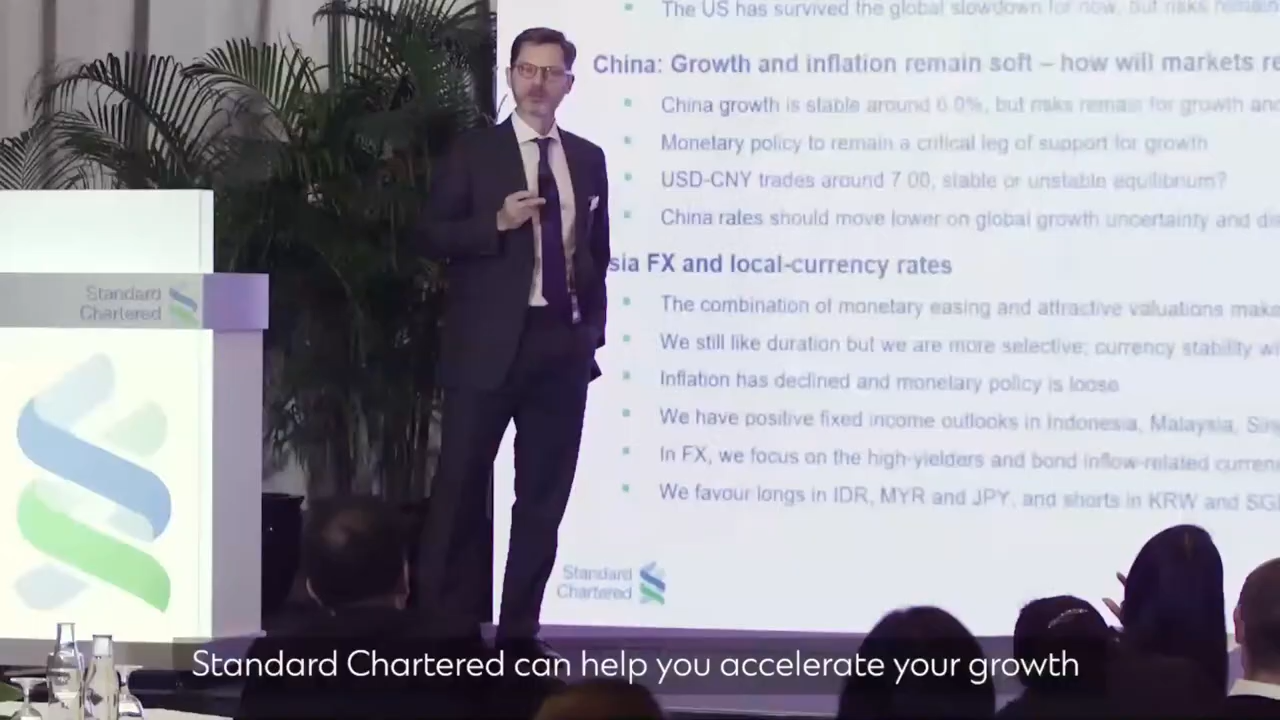 The US has survived the global slowdown for now, but risks remain
China: Growth and inflation remain soft – how will markets re
China growth is stable around 6.0%, but risks remain for growth and
Monetary policy to remain a critical leg of support for growth
USD-CNY trades around 7.00, stable or unstable equilibrium?
China rates should move lower on global growth uncertainty and di
sia FX and local-currency rates
The combination of monetary easing and attractive valuations make
We still like duration but we are more selective; currency stability wi
Inflation has declined and monetary policy is loose
We have positive fixed income outlooks in Indonesia, Malaysia, Sin
In FX, we focus on the high-yielders and bond inflow-related curren
We favour longs in IDR, MYR and JPY, and shorts in KRW and SG
Standard
Chartered
Standard
Chartered
Standard Chartered can help you accelerate your growth